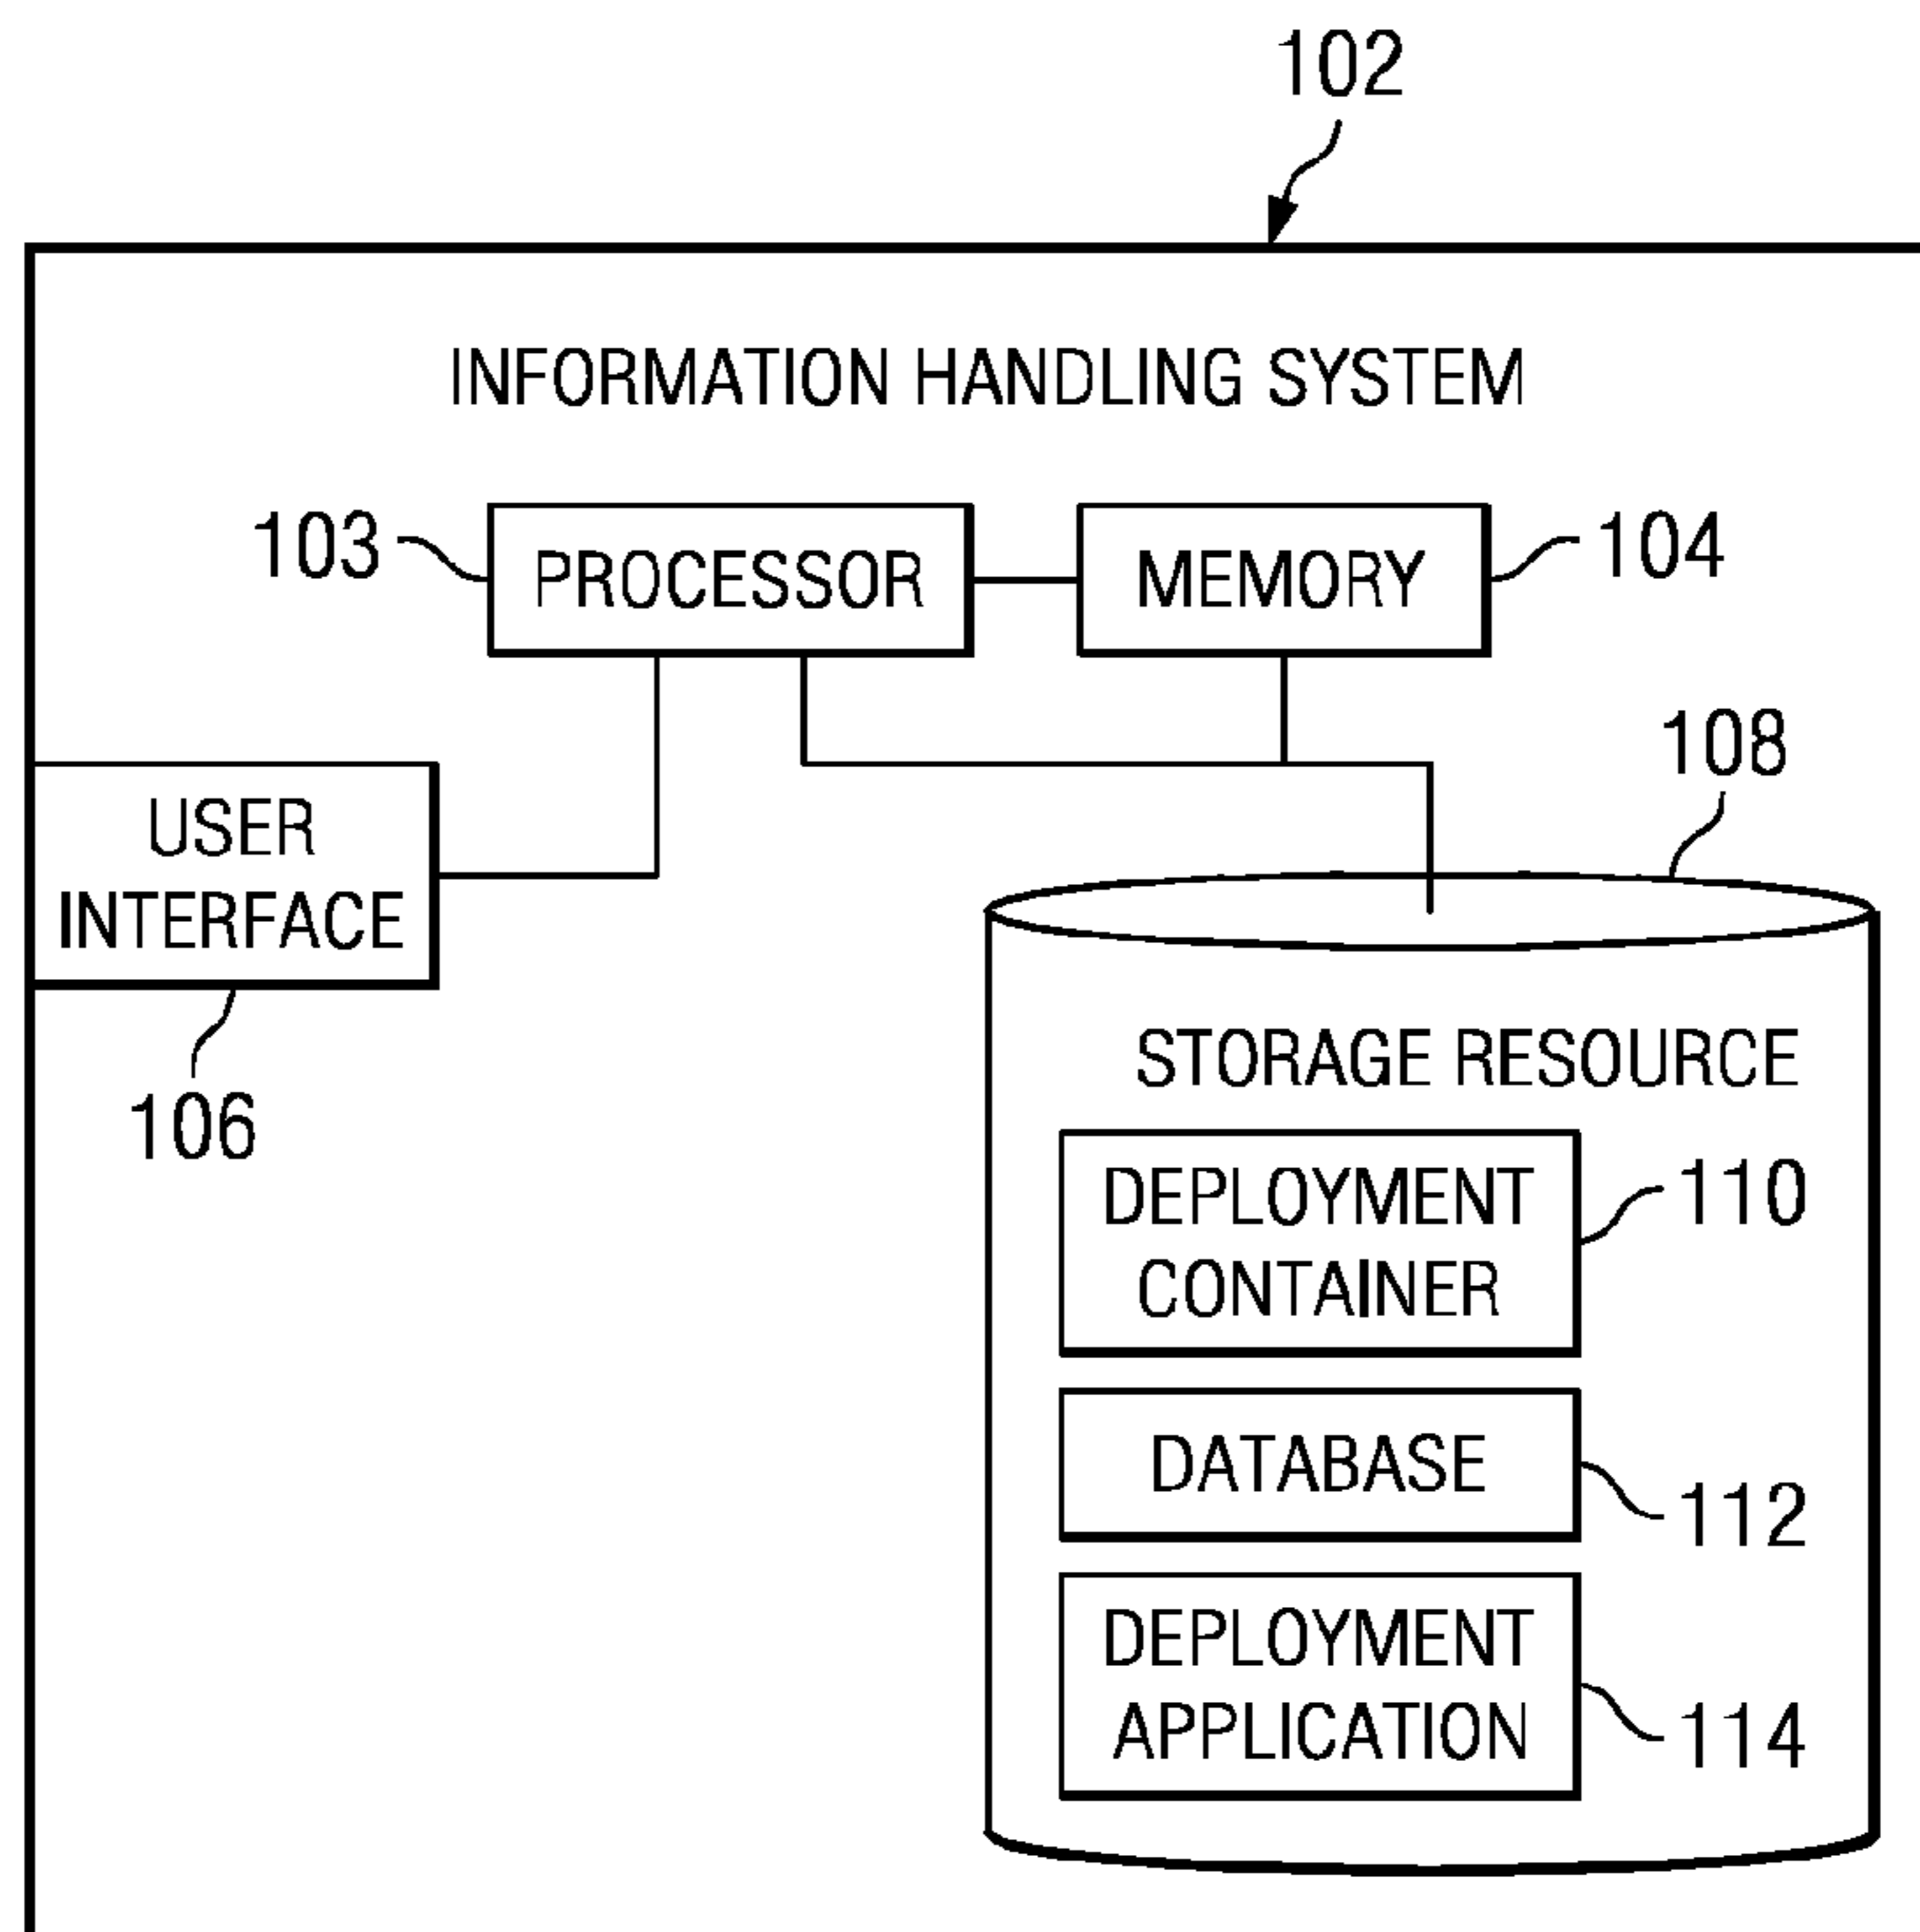 102
INFORMATION HANDLING SYSTEM
103
PROCESSOR
MEMORY
104
108
USER
INTERFACE
106
STORAGE RESOURCE
DEPLOYMENT
CONTAINER
110
DATABASE
112
DEPLOYMENT
APPLICATION
114